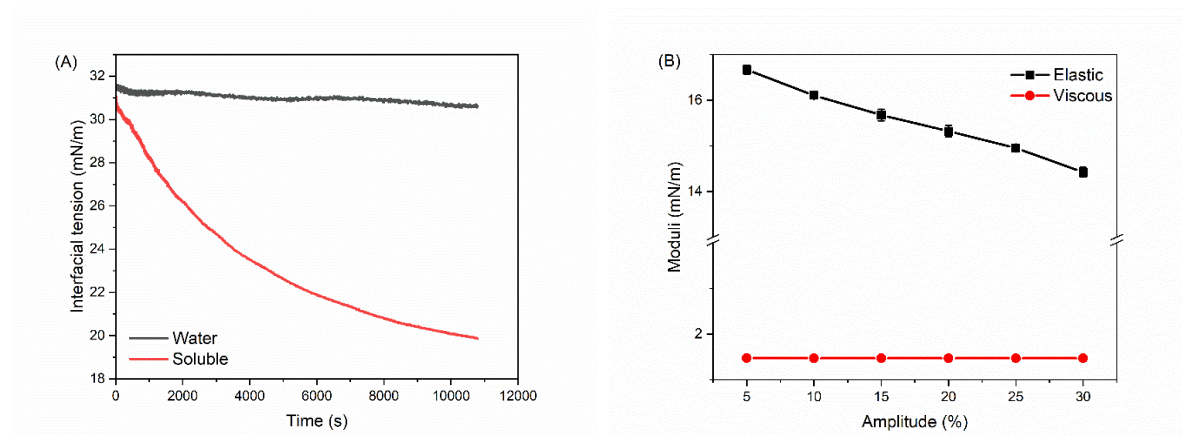 (A)
32
30
28
26
24
22
20
18
Interfacial tension (mN/m)
Water
Soluble
0
2000
4000
6000
8000
10000
12000
Time (s)
(B)
Elastic
Viscous
16
14
2
Moduli (mN/m)
5
10
15
20
25
30
Amplitude (%)